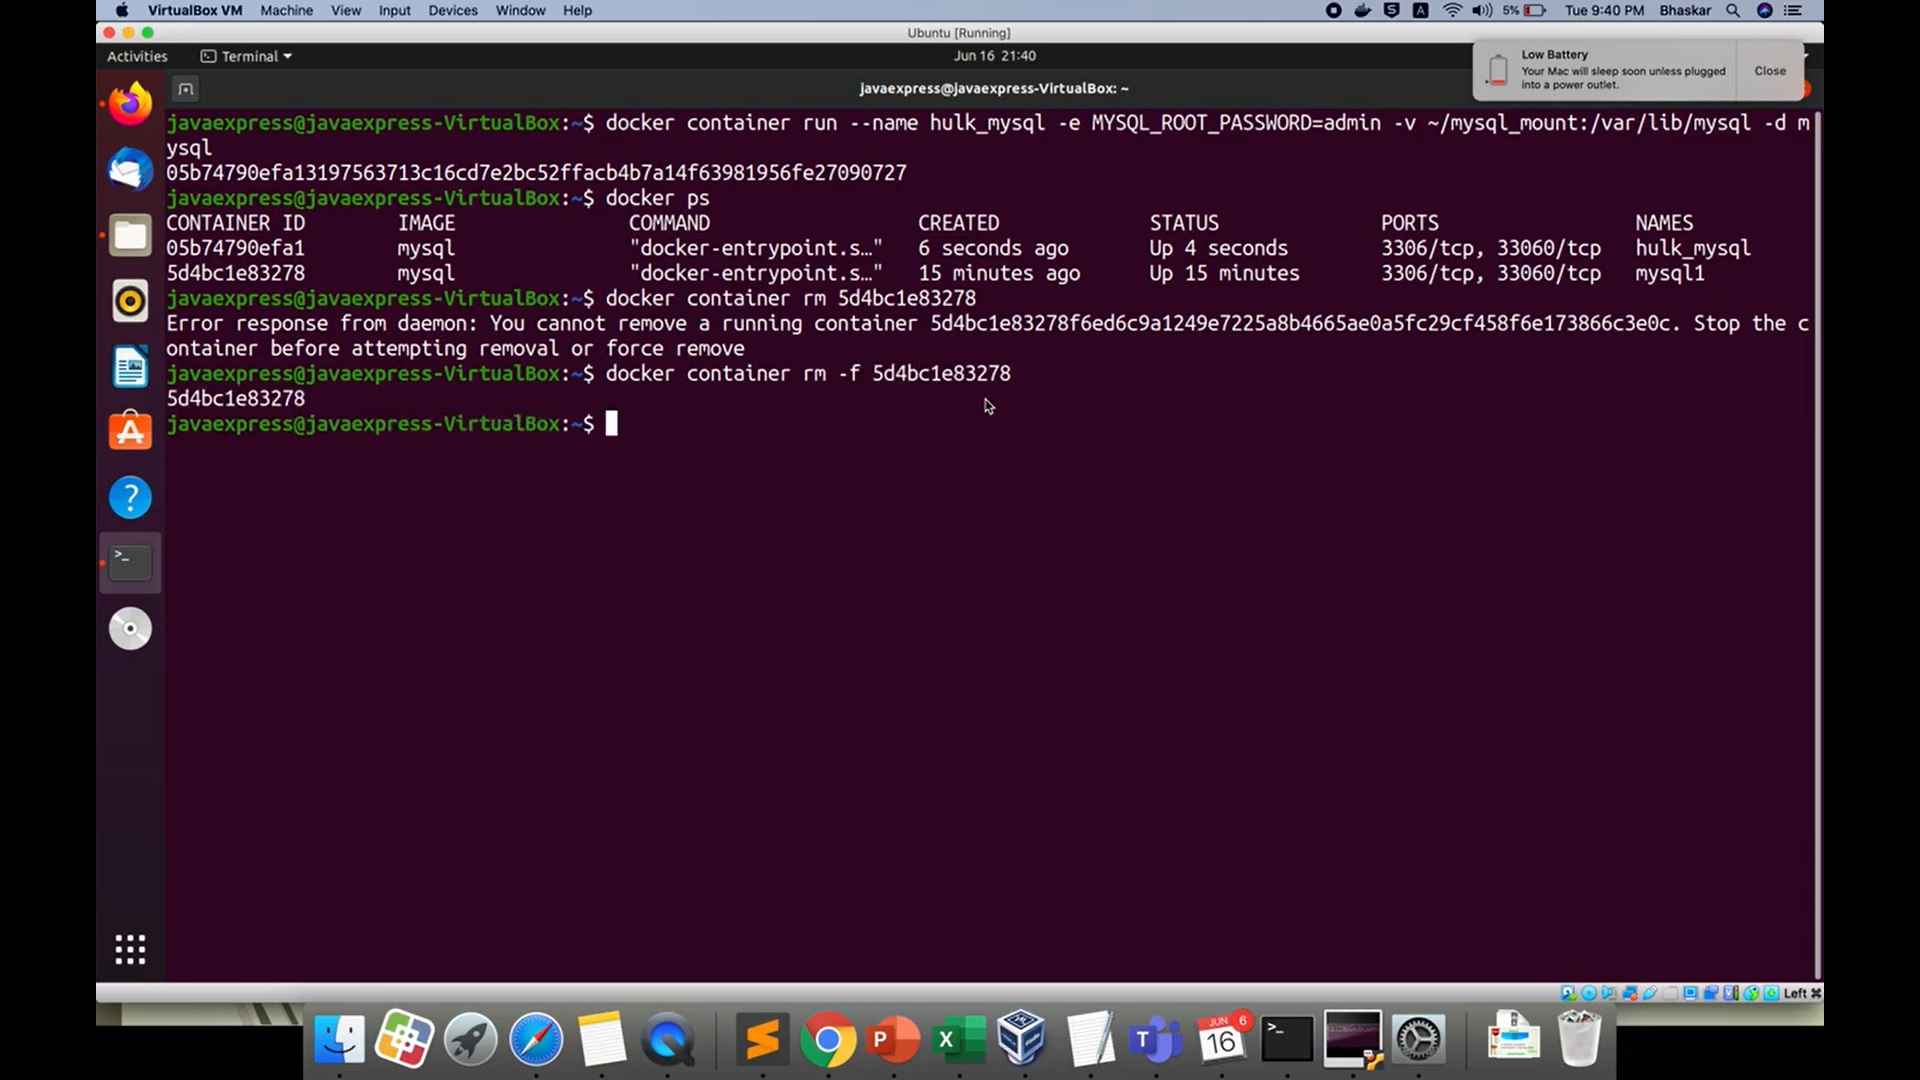 VirtualBox VM Machine View Input Devices Window Help 5% Tue 9:40 PM Bhaskar
Ubuntu [Running]
Activities Terminal Jun 16 21:40
Low Battery
Your Mac will sleep soon unless plugged
into a power outlet.
Close
javaexpress@javaexpress-VirtualBox: ~
javaexpress@javaexpress-VirtualBox:~$ docker container run --name hulk_mysql -e MYSQL_ROOT_PASSWORD=admin -v ~/mysql_mount:/var/lib/mysql -d m
ysql
05b74790efa13197563713c16cd7e2bc52ffacb4b7a14f63981956fe27090727
javaexpress@javaexpress-VirtualBox:~$ docker ps
CONTAINER ID IMAGE COMMAND CREATED STATUS PORTS NAMES
05b74790efa1 mysql "docker-entrypoint.s…" 6 seconds ago Up 4 seconds 3306/tcp, 33060/tcp hulk_mysql
5d4bc1e83278 mysql "docker-entrypoint.s…" 15 minutes ago Up 15 minutes 3306/tcp, 33060/tcp mysql1
javaexpress@javaexpress-VirtualBox:~$ docker container rm 5d4bc1e83278
Error response from daemon: You cannot remove a running container 5d4bc1e83278f6ed6c9a1249e7225a8b4665ae0a5fc29cf458f6e173866c3e0c. Stop the c
ontainer before attempting removal or force remove
javaexpress@javaexpress-VirtualBox:~$ docker container rm -f 5d4bc1e83278
5d4bc1e83278
javaexpress@javaexpress-VirtualBox:~$
Left ⌘
JUN 6
16